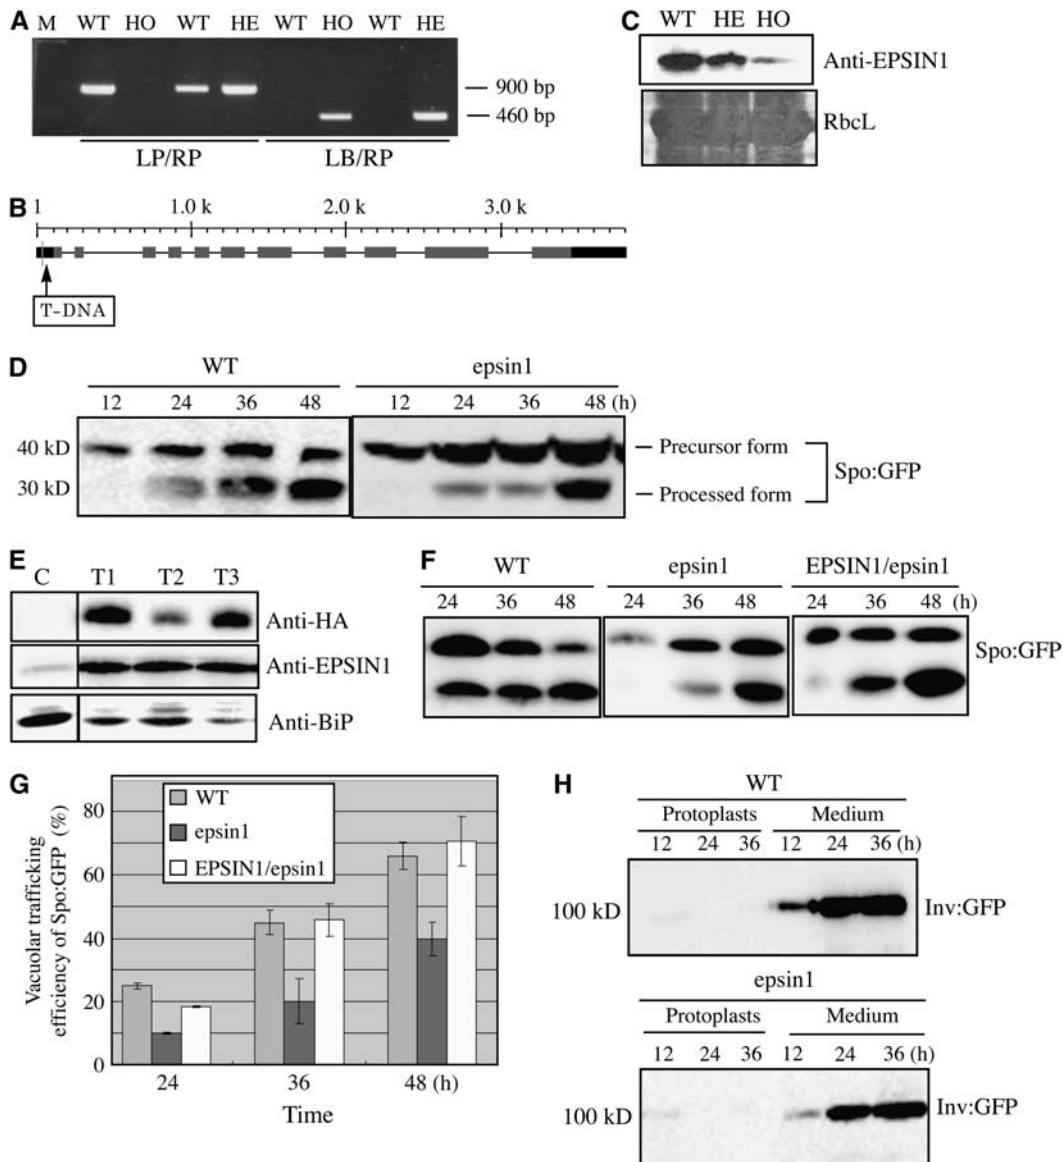 A
M WT HO WT HE WT HO WT HE
900 bp
460 bp
LP/RP LB/RP
C
WT HE HO
Anti-EPSIN1
RbcL
B
1 1.0 k 2.0 k 3.0 k
T-DNA
D
WT epsin1
12 24 36 48 12 24 36 48 (h)
40 kD
30 kD
Precursor form
Processed form
Spo:GFP
E
C T1 T2 T3
Anti-HA
Anti-EPSIN1
Anti-BiP
F
WT epsin1 EPSIN1/epsin1
24 36 48 24 36 48 24 36 48 (h)
Spo:GFP
G
Vacuolar trafficking
efficiency of Spo:GFP (%)
80
60
40
20
0
WT
epsin1
EPSIN1/epsin1
24 36 48 (h)
Time
H
WT
Protoplasts Medium
12 24 36 12 24 36 (h)
100 kD
Inv:GFP
epsin1
Protoplasts Medium
12 24 36 12 24 36 (h)
100 kD
Inv:GFP